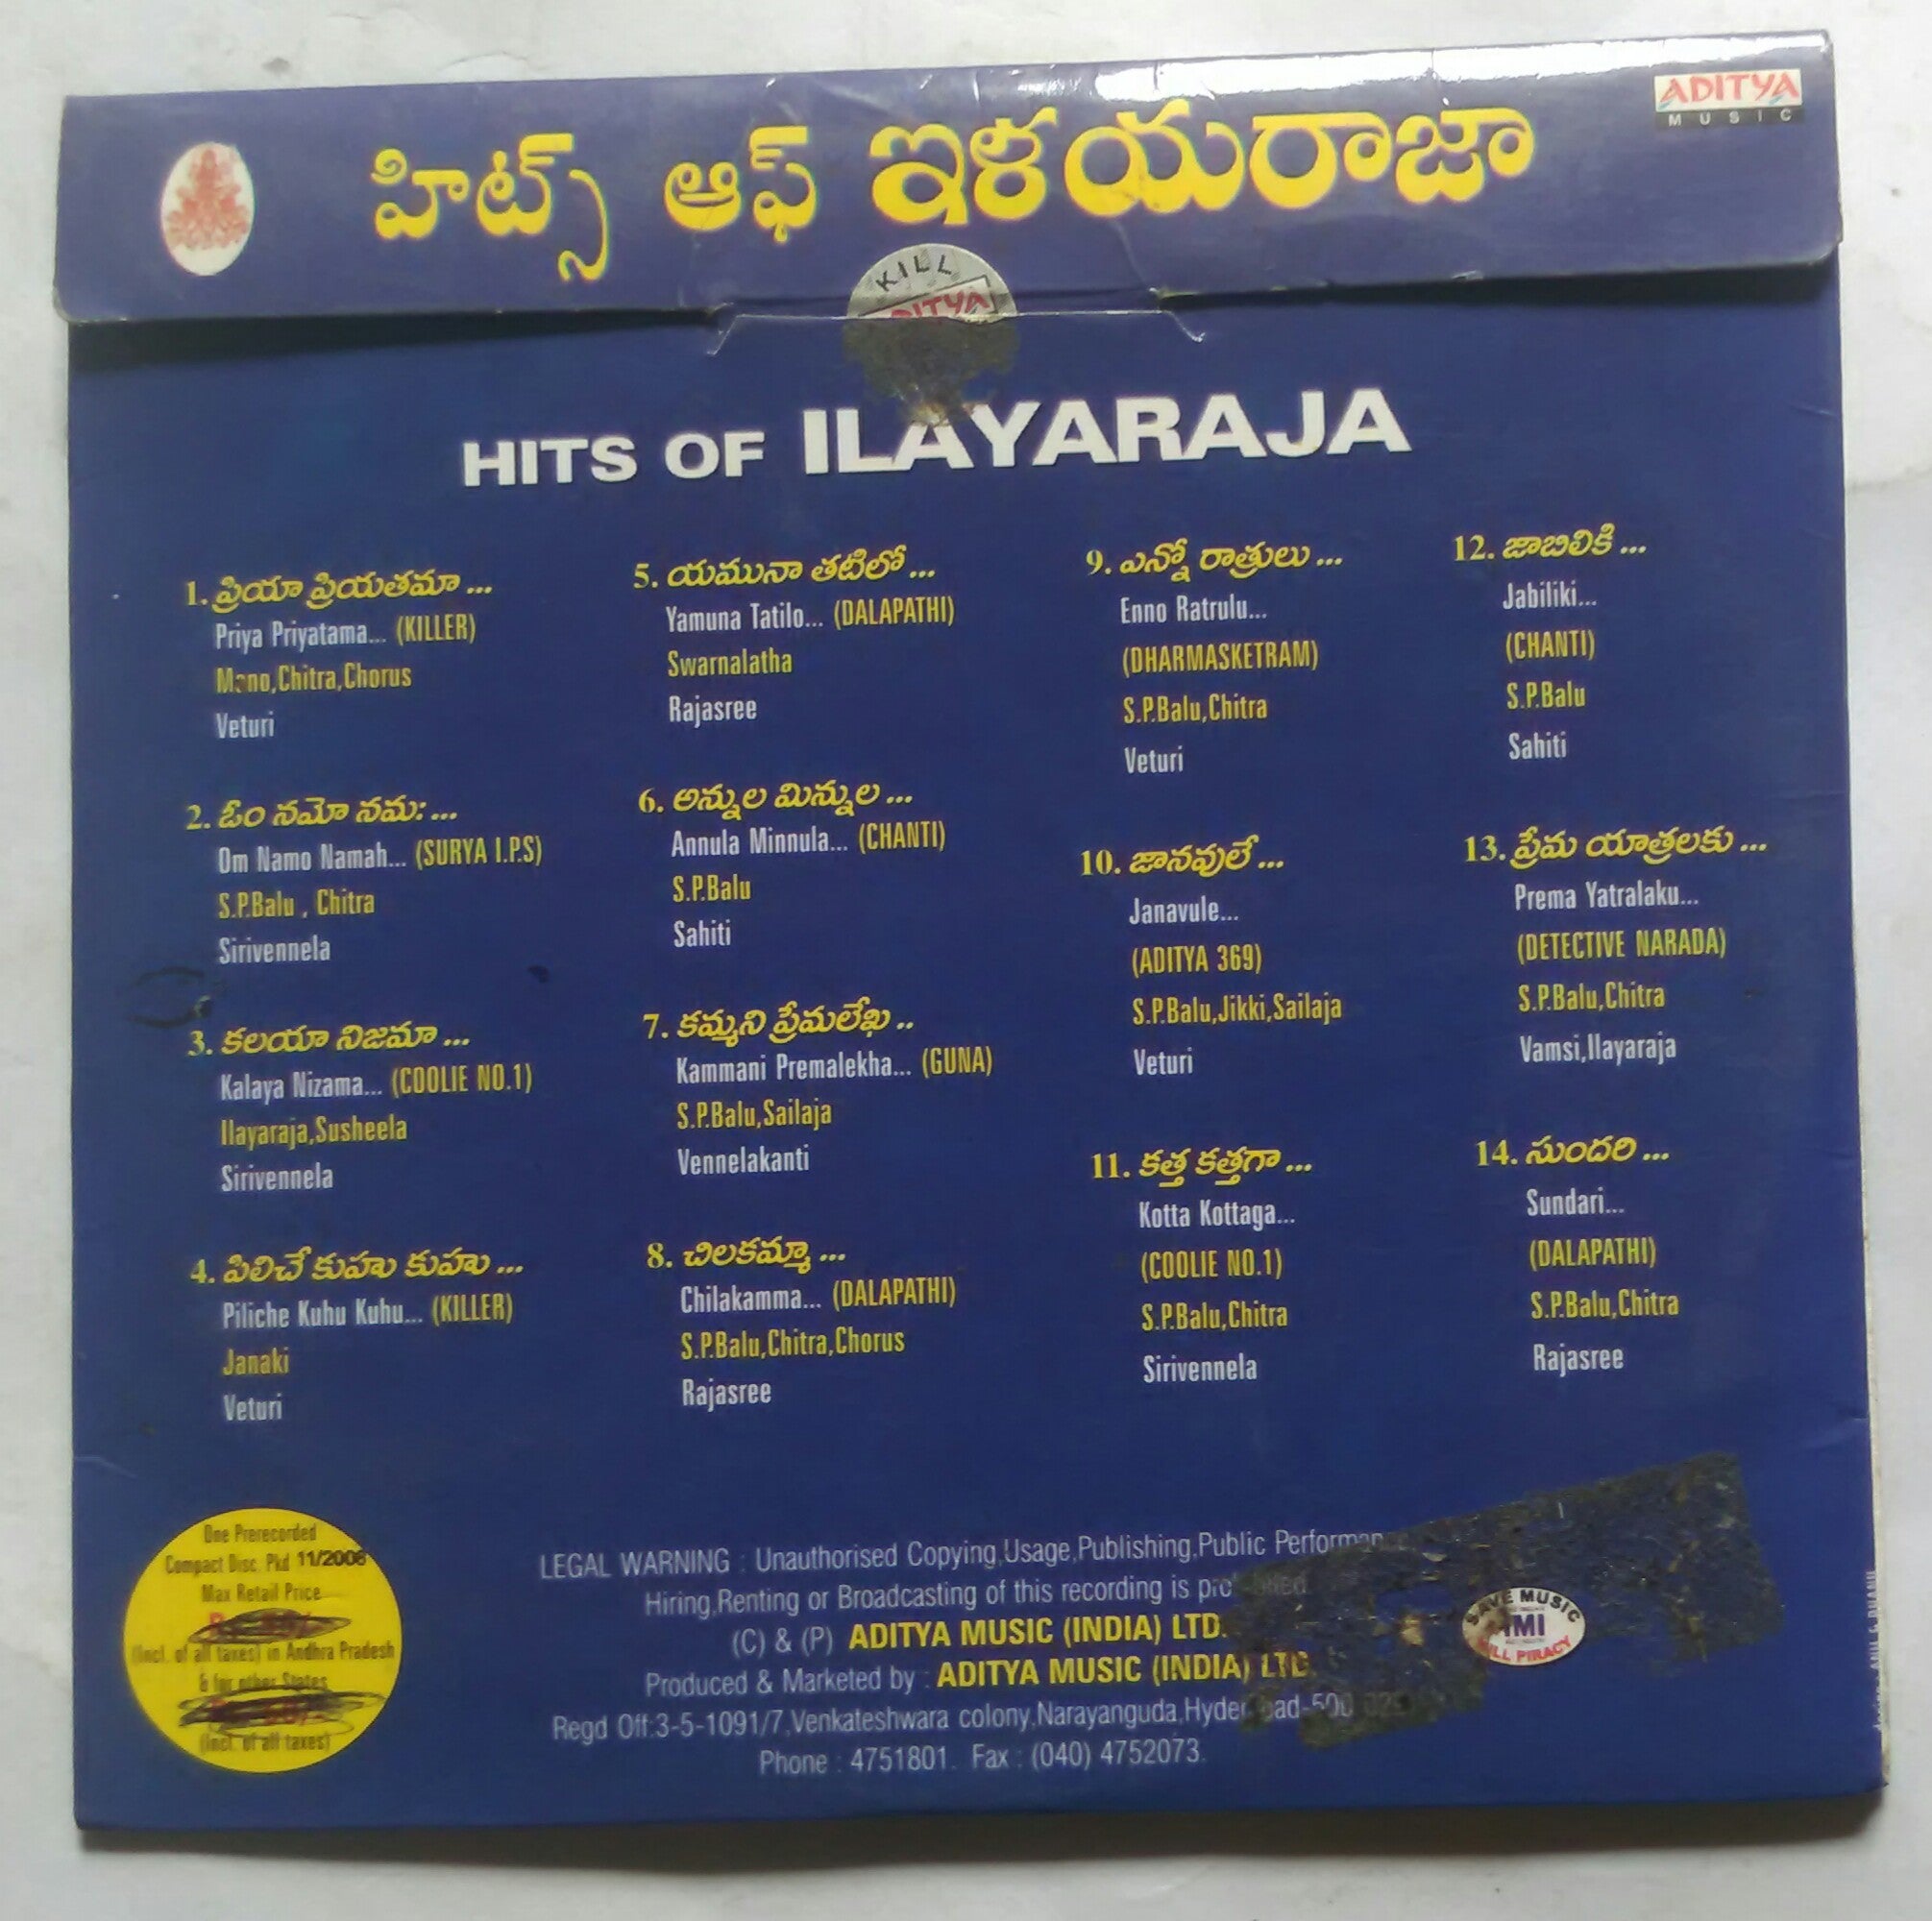 హిట్స్ ఆఫ్ ఇళయరాజా
ADITYA
MUSIC
KILL
HITS OF ILAYARAJA
1. ప్రియా ప్రియతమా ...
Priya Priyatama... (KILLER)
Mano,Chitra,Chorus
Veturi
2. ఓం నమో నమ: ...
Om Namo Namah... (SURYA I.P.S)
S.P.Balu , Chitra
Sirivennela
3. కలయా నిజమా ...
Kalaya Nizama... (COOLIE NO.1)
Ilayaraja,Susheela
Sirivennela
4. పిలిచే కుహు కుహు ...
Piliche Kuhu Kuhu... (KILLER)
Janaki
Veturi
5. యమునా తటిలో ...
Yamuna Tatilo... (DALAPATHI)
Swarnalatha
Rajasree
6. అన్నుల మిన్నుల ...
Annula Minnula... (CHANTI)
S.P.Balu
Sahiti
7. కమ్మని ప్రేమలేఖ ..
Kammani Premalekha... (GUNA)
S.P.Balu,Sailaja
Vennelakanti
8. చిలకమ్మా ...
Chilakamma... (DALAPATHI)
S.P.Balu,Chitra,Chorus
Rajasree
9. ఎన్నో రాత్రులు ...
Enno Ratrulu...
(DHARMASKETRAM)
S.P.Balu,Chitra
Veturi
10. జానవులే ...
Janavule...
(ADITYA 369)
S.P.Balu,Jikki,Sailaja
Veturi
11. కత్త కత్తగా ...
Kotta Kottaga...
(COOLIE NO.1)
S.P.Balu,Chitra
Sirivennela
12. జాబిలికి ...
Jabiliki...
(CHANTI)
S.P.Balu
Sahiti
13. ప్రేమ యాత్రలకు ...
Prema Yatralaku...
(DETECTIVE NARADA)
S.P.Balu,Chitra
Vamsi,Ilayaraja
14. సుందరి ...
Sundari...
(DALAPATHI)
S.P.Balu,Chitra
Rajasree
One Prerecorded
Compact Disc. Pkd 11/2006
Max Retail Price
(Incl. of all taxes) in Andhra Pradesh
& for other States
(Incl. of all taxes)
LEGAL WARNING : Unauthorised Copying,Usage,Publishing,Public
Hiring,Renting or Broadcasting of this recording is
(C) & (P) ADITYA MUSIC (INDIA) LTD.
Produced & Marketed by : ADITYA MUSIC (INDIA) LTD.
Regd Off:3-5-1091/7,Venkateshwara colony,Narayanguda,
Phone : 4751801. Fax : (040) 4752073.
SAVE MUSIC
IMI
KILL PIRACY